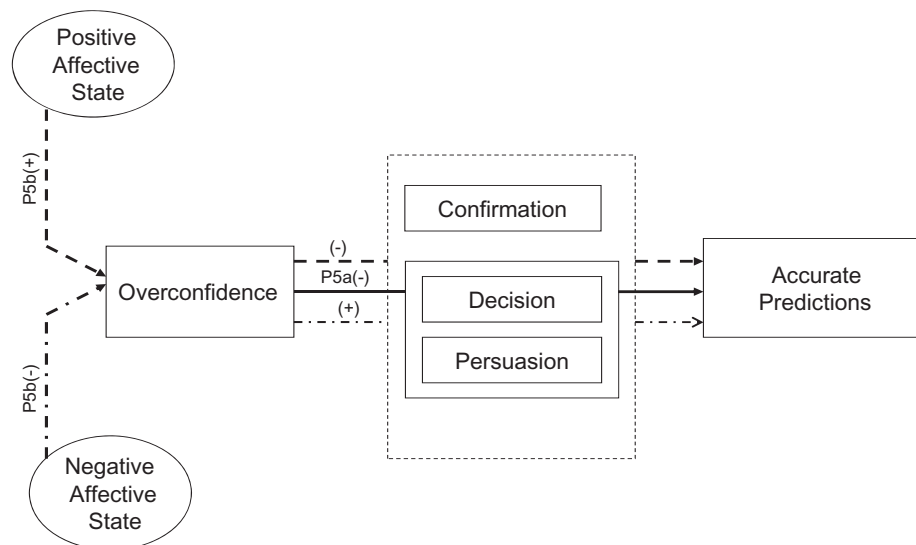 Positive
Affective
State
P5b(+)
Confirmation
(-)
P5a(-)
(+)
Overconfidence
Decision
Persuasion
Accurate
Predictions
P5b(-)
Negative
Affective
State